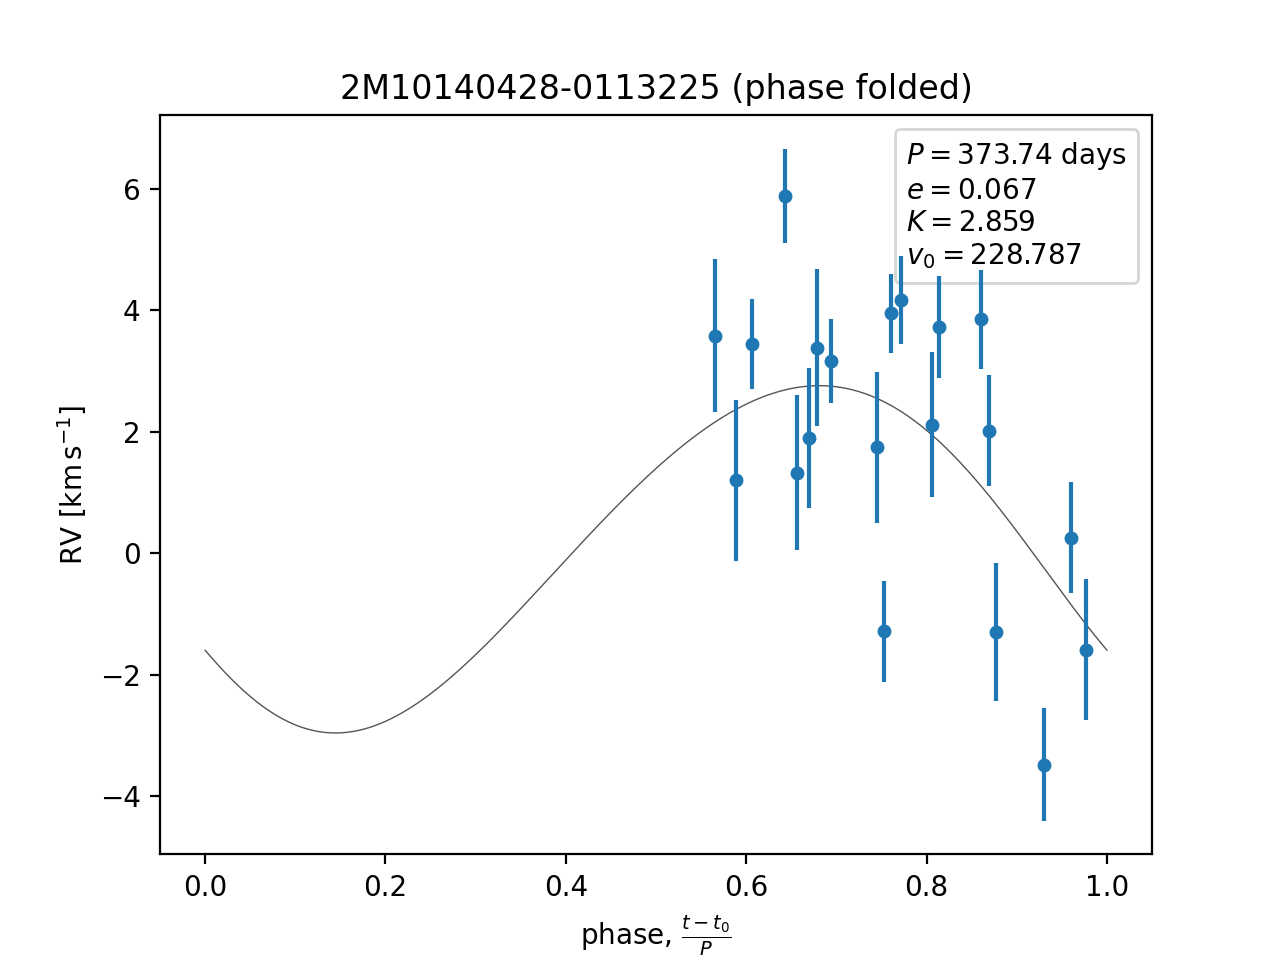 2M10140428-0113225 (phase folded)
P = 373.74 days
e = 0.067
K = 2.859
v₀ = 228.787
RV [km s⁻¹]
6
4
2
0
−2
−4
0.0 0.2 0.4 0.6 0.8 1.0
phase, (t − t₀)/P